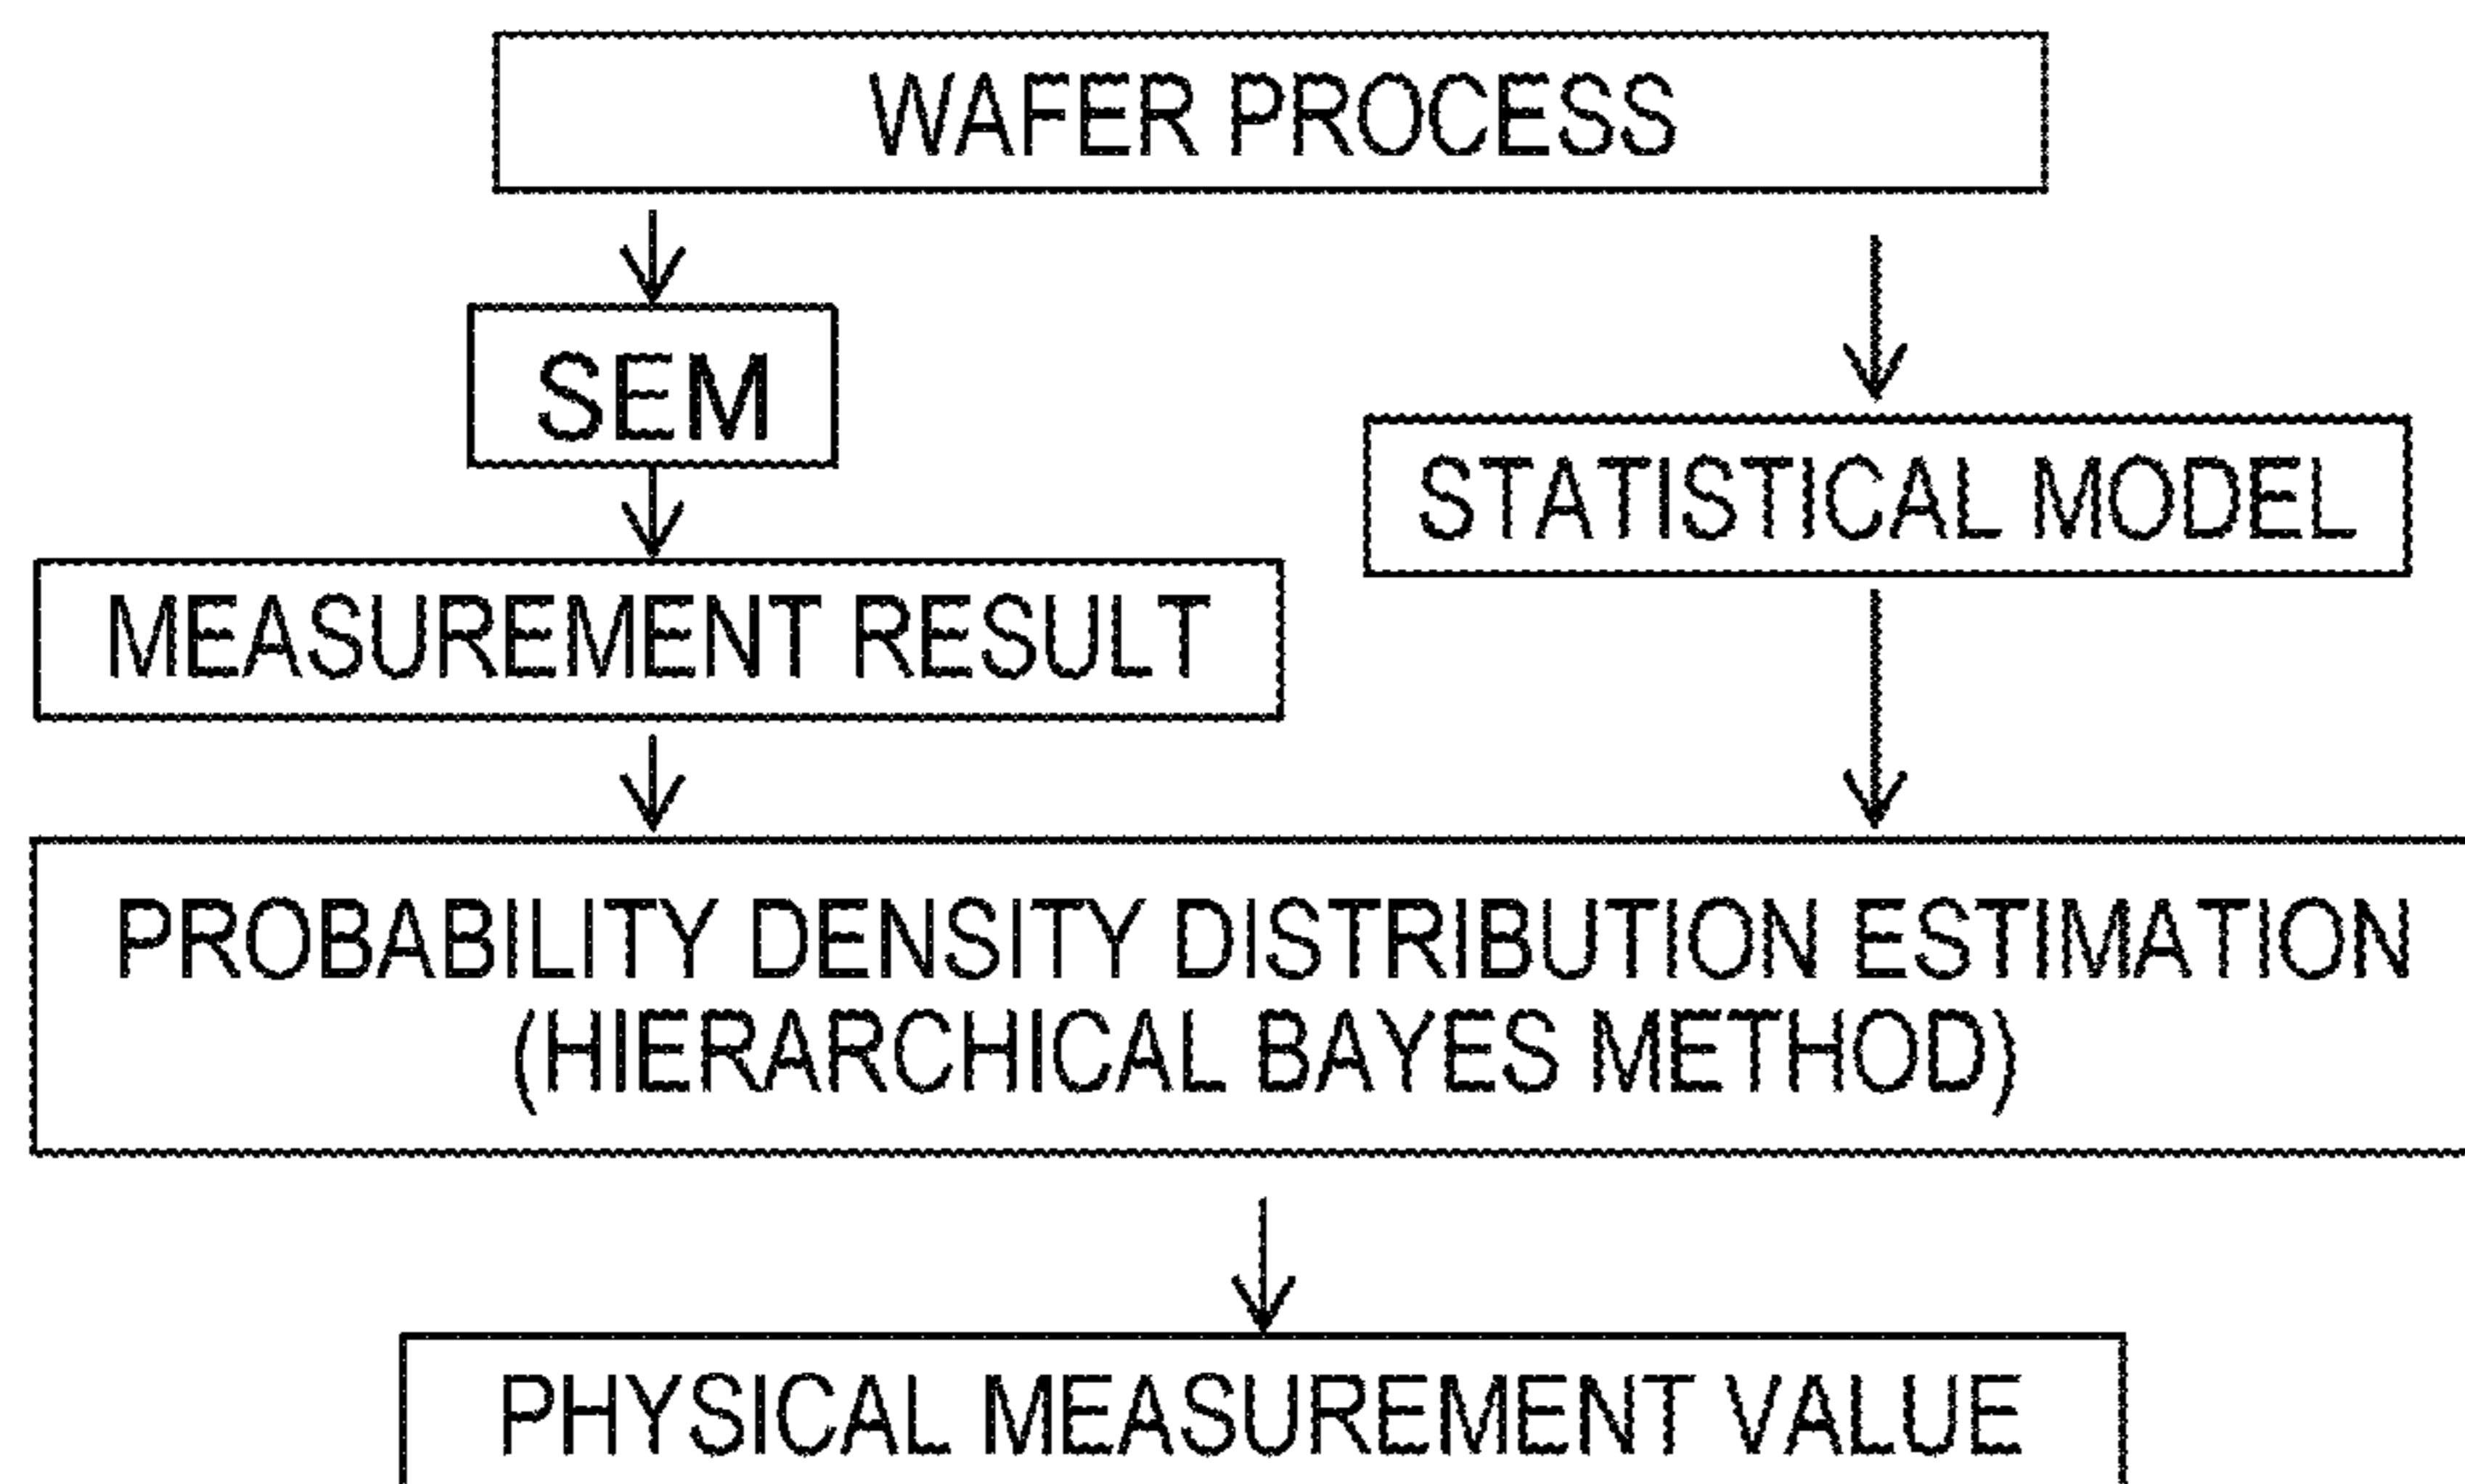 WAFER PROCESS
SEM
STATISTICAL MODEL
MEASUREMENT RESULT
PROBABILITY DENSITY DISTRIBUTION ESTIMATION
(HIERARCHICAL BAYES METHOD)
PHYSICAL MEASUREMENT VALUE